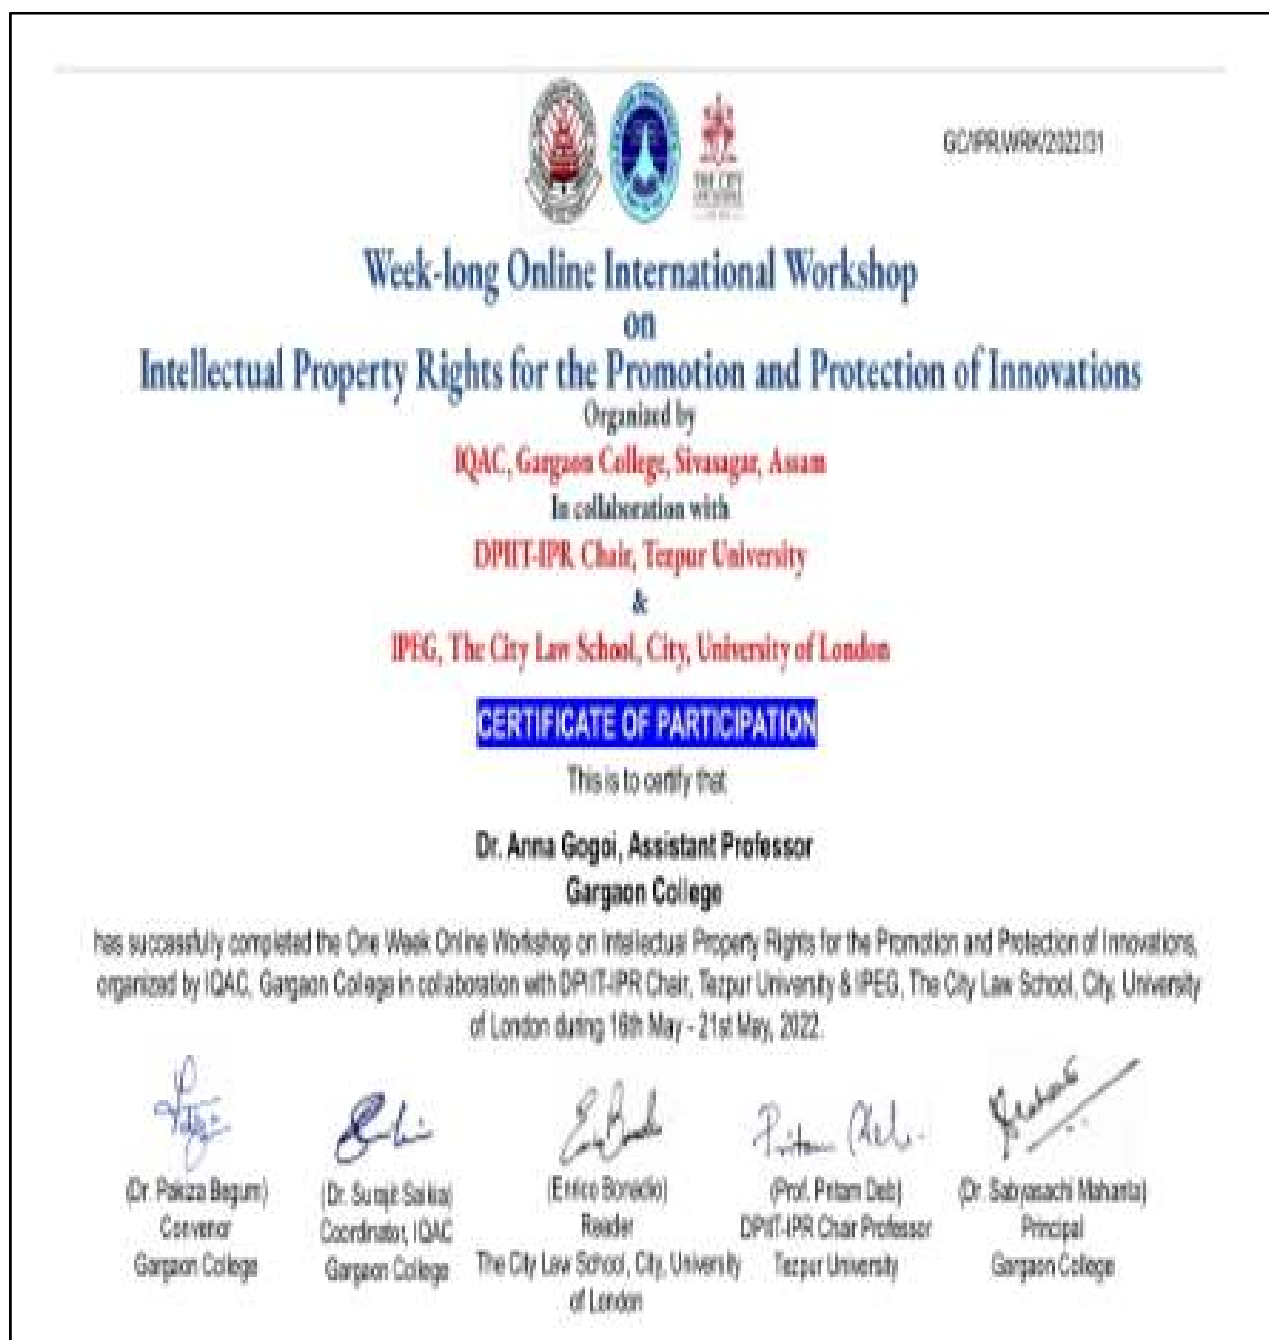 GC/IPR/WRK/2022/31
THE CITY
Week-long Online International Workshop
on
Intellectual Property Rights for the Promotion and Protection of Innovations
Organized by
IQAC, Gargaon College, Sivasagar, Assam
In collaboration with
DPIIT-IPR Chair, Tezpur University
&
IPEG, The City Law School, City, University of London
CERTIFICATE OF PARTICIPATION
This is to certify that
Dr. Anna Gogoi, Assistant Professor
Gargaon College
has successfully completed the One Week Online Workshop on Intellectual Property Rights for the Promotion and Protection of Innovations,
organized by IQAC, Gargaon College in collaboration with DPIIT-IPR Chair, Tezpur University & IPEG, The City Law School, City, University
of London during 16th May - 21st May, 2022.
Pritam Deb
(Dr. Pakiza Begum)
Convenor
Gargaon College
(Dr. Surajit Saikia)
Coordinator, IQAC
Gargaon College
(Enrico Bonadio)
Reader
The City Law School, City, University
of London
(Prof. Pritam Deb)
DPIIT-IPR Chair Professor
Tezpur University
(Dr. Sabyasachi Mahanta)
Principal
Gargaon College